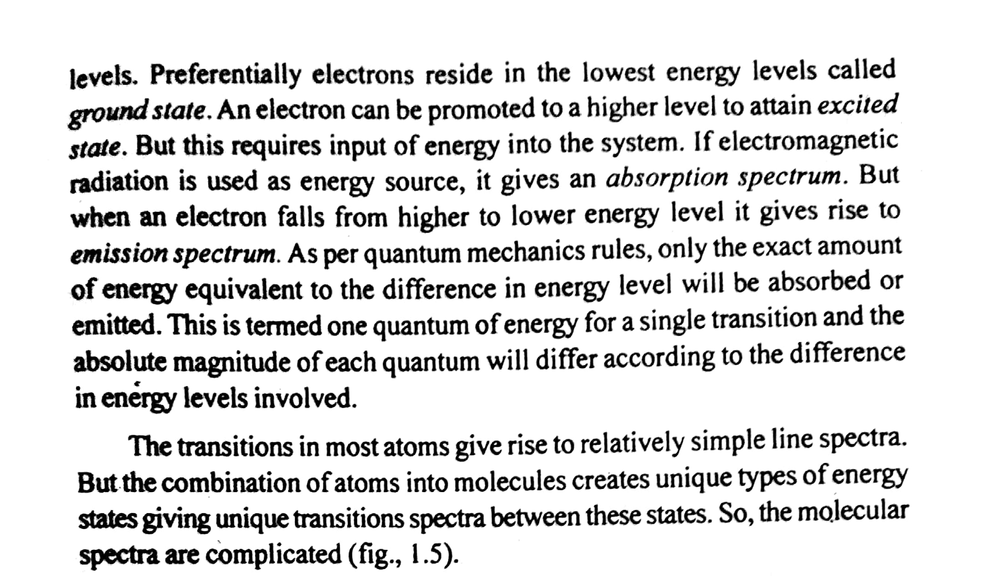 levels. Preferentially electrons reside in the lowest energy levels called
ground state. An electron can be promoted to a higher level to attain excited
state. But this requires input of energy into the system. If electromagnetic
radiation is used as energy source, it gives an absorption spectrum. But
when an electron falls from higher to lower energy level it gives rise to
emission spectrum. As per quantum mechanics rules, only the exact amount
of energy equivalent to the difference in energy level will be absorbed or
emitted. This is termed one quantum of energy for a single transition and the
absolute magnitude of each quantum will differ according to the difference
in energy levels involved.
The transitions in most atoms give rise to relatively simple line spectra.
But the combination of atoms into molecules creates unique types of energy
states giving unique transitions spectra between these states. So, the molecular
spectra are complicated (fig., 1.5).